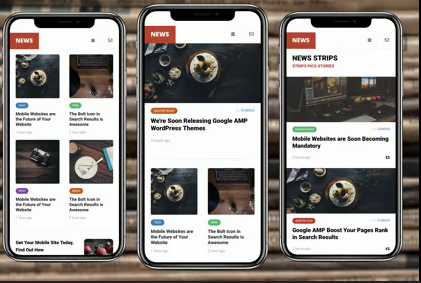 NEWS
Mobile Websites are
the Future of Your
Website
The Bolt Icon in
Search Results is
Awesome
Mobile Websites are
the Future of Your
Website
The Bolt Icon in
Search Results is
Awesome
Get Your Mobile Site Today,
Find Out How
NEWS
We're Soon Releasing Google AMP
WordPress Themes
Mobile Websites are
the Future of Your
Website
The Bolt Icon in
Search Results is
Awesome
NEWS
NEWS STRIPS
STRIPS PICS STORIES
Mobile Websites are Soon Becoming
Mandatory
Google AMP Boost Your Pages Rank
in Search Results